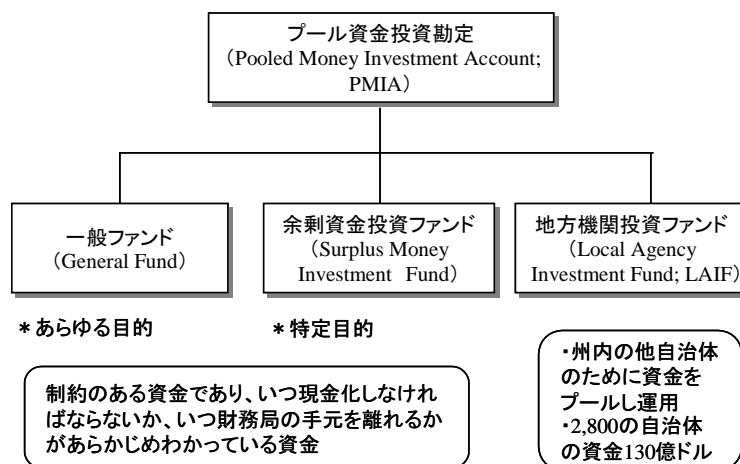 プール資金投資勘定
(Pooled Money Investment Account;
PMIA)
一般ファンド
(General Fund)
余剰資金投資ファンド
(Surplus Money
Investment Fund)
地方機関投資ファンド
(Local Agency
Investment Fund; LAIF)
*あらゆる目的
*特定目的
制約のある資金であり、いつ現金化しなけれ
ばならないか、いつ財務局の手元を離れるか
があらかじめわかっている資金
・州内の他自治体
のために資金を
プールし運用
・2,800の自治体
の資金130億ドル